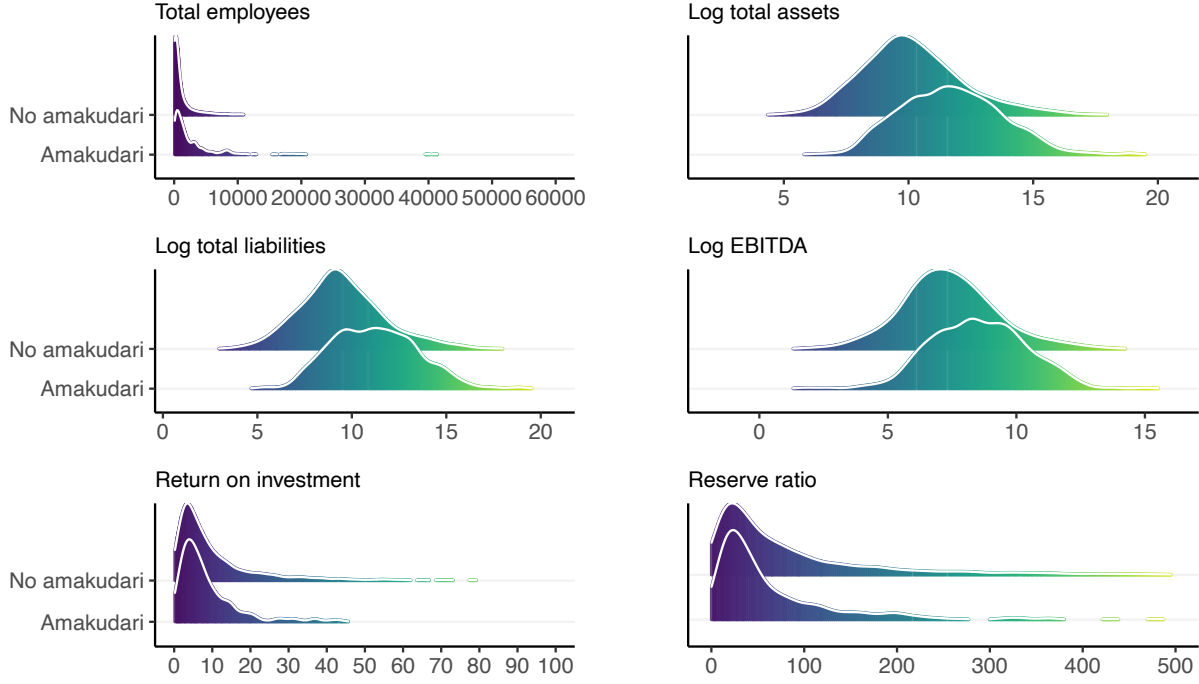 Total employees
No amakudari
Amakudari
0 10000 20000 30000 40000 50000 60000
Log total assets
5 10 15 20
Log total liabilities
No amakudari
Amakudari
0 5 10 15 20
Log EBITDA
0 5 10 15
Return on investment
No amakudari
Amakudari
0 10 20 30 40 50 60 70 80 90 100
Reserve ratio
0 100 200 300 400 500